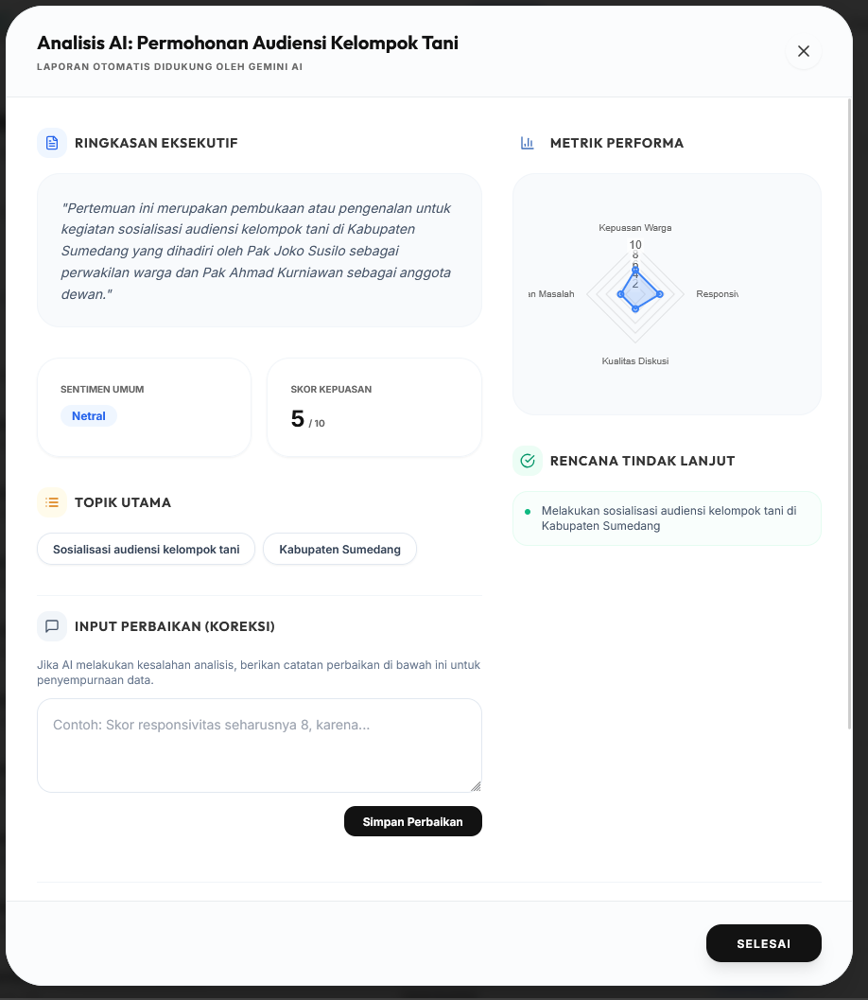 Analisis AI: Permohonan Audiensi Kelompok Tani
LAPORAN OTOMATIS DIDUKUNG OLEH GEMINI AI
RINGKASAN EKSEKUTIF
"Pertemuan ini merupakan pembukaan atau pengenalan untuk
kegiatan sosialisasi audiensi kelompok tani di Kabupaten
Sumedang yang dihadiri oleh Pak Joko Susilo sebagai
perwakilan warga dan Pak Ahmad Kurniawan sebagai anggota
dewan."
SENTIMEN UMUM
Netral
SKOR KEPUASAN
5 / 10
TOPIK UTAMA
Sosialisasi audiensi kelompok tani
Kabupaten Sumedang
INPUT PERBAIKAN (KOREKSI)
Jika AI melakukan kesalahan analisis, berikan catatan perbaikan di bawah ini untuk
penyempurnaan data.
Contoh: Skor responsivitas seharusnya 8, karena...
Simpan Perbaikan
METRIK PERFORMA
Kepuasan Warga
10
8
4
2
an Masalah
Responsiv
Kualitas Diskusi
RENCANA TINDAK LANJUT
Melakukan sosialisasi audiensi kelompok tani di
Kabupaten Sumedang
SELESAI